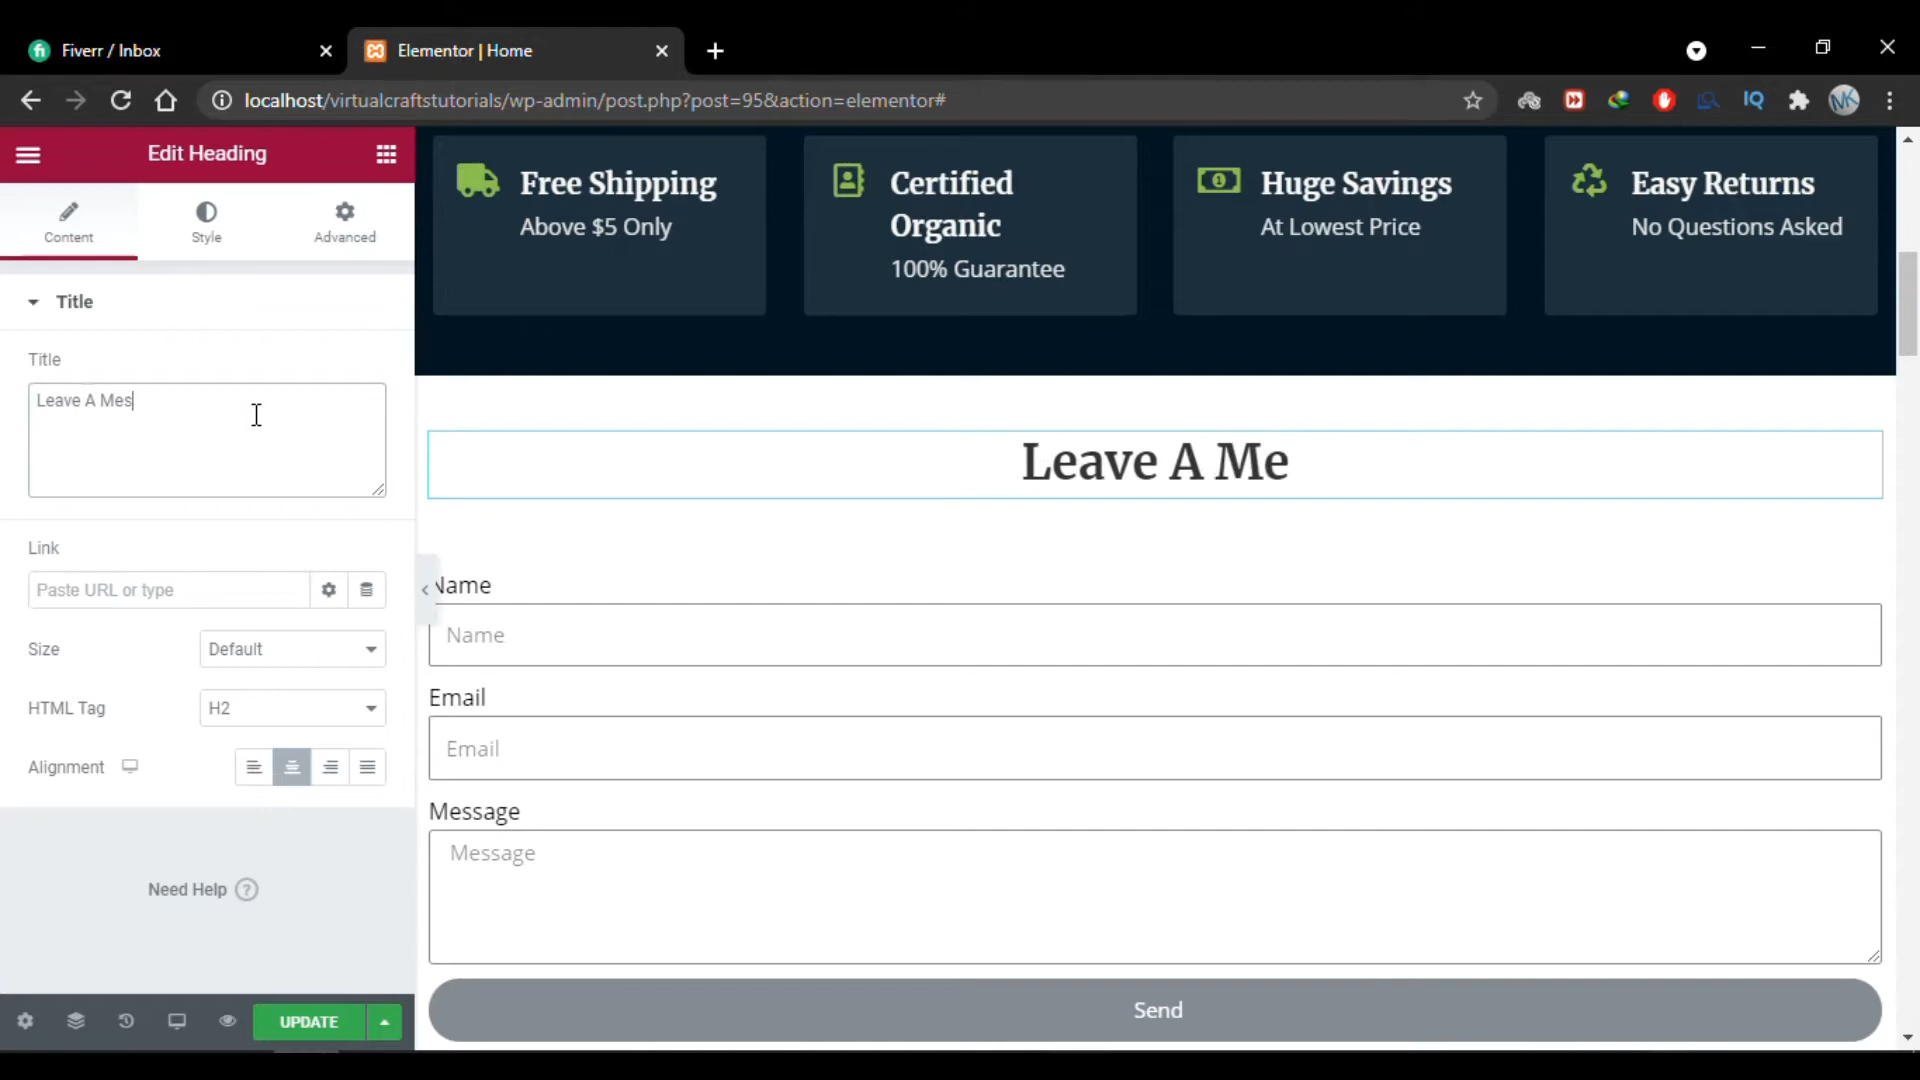 Fiverr / Inbox
Elementor | Home
localhost/virtualcraftstutorials/wp-admin/post.php?post=95&action=elementor#
IQ
MK
Edit Heading
Content
Style
Advanced
Title
Title
Leave A Mes
Link
Paste URL or type
Size
Default
HTML Tag
H2
Alignment
Need Help ?
UPDATE
Free Shipping
Above $5 Only
Certified
Organic
100% Guarantee
Huge Savings
At Lowest Price
Easy Returns
No Questions Asked
Leave A Me
Name
Name
Email
Email
Message
Message
Send